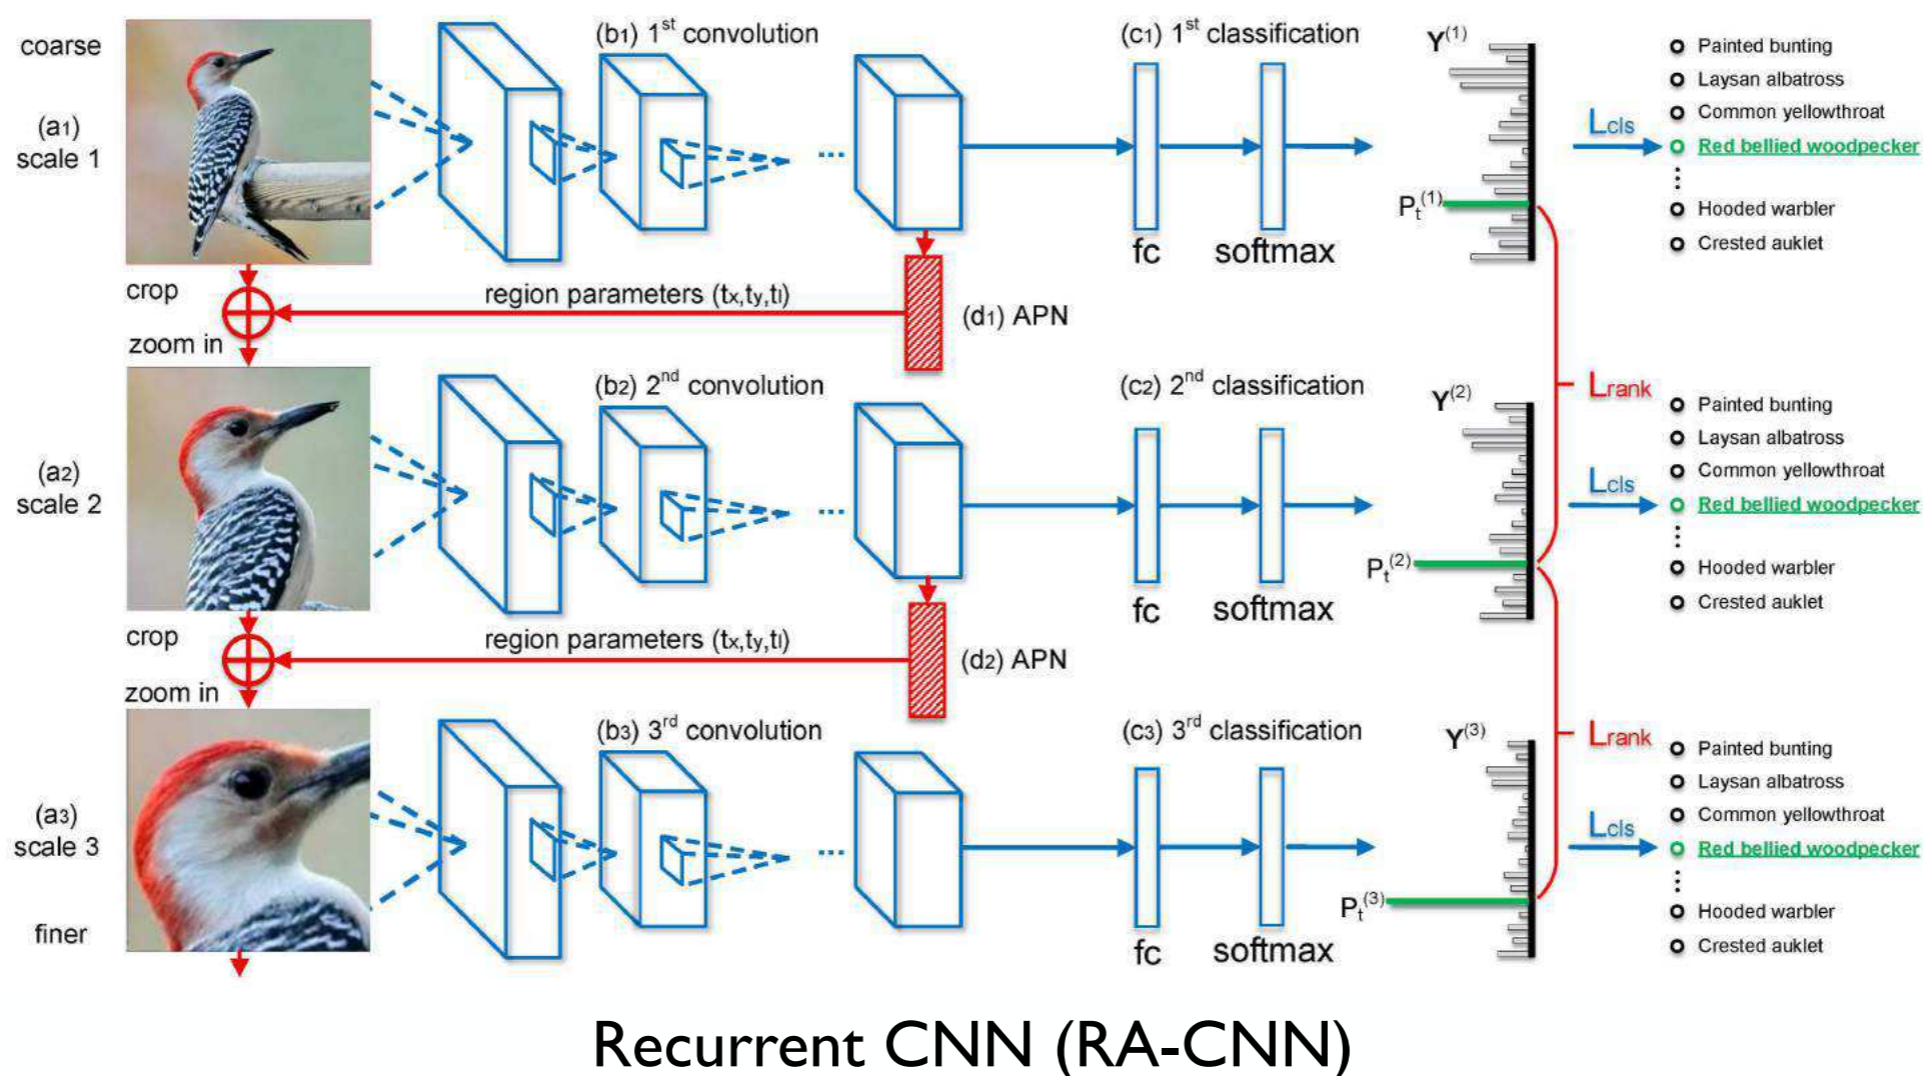 coarse
(a1)
scale 1
(b1) 1st convolution
(c1) 1st classification
fc
softmax
Y(1)
Pt(1)
Lcls
Painted bunting
Laysan albatross
Common yellowthroat
Red bellied woodpecker
Hooded warbler
Crested auklet
crop
zoom in
region parameters (tx,ty,tl)
(d1) APN
Lrank
(a2)
scale 2
(b2) 2nd convolution
...
(c2) 2nd classification
fc
softmax
Y(2)
Pt(2)
Lcls
Painted bunting
Laysan albatross
Common yellowthroat
Red bellied woodpecker
Hooded warbler
Crested auklet
crop
zoom in
region parameters (tx,ty,tl)
(d2) APN
Lrank
(a3)
scale 3
finer
(b3) 3rd convolution
...
(c3) 3rd classification
fc
softmax
Y(3)
Pt(3)
Lcls
Painted bunting
Laysan albatross
Common yellowthroat
Red bellied woodpecker
Hooded warbler
Crested auklet
Recurrent CNN (RA-CNN)